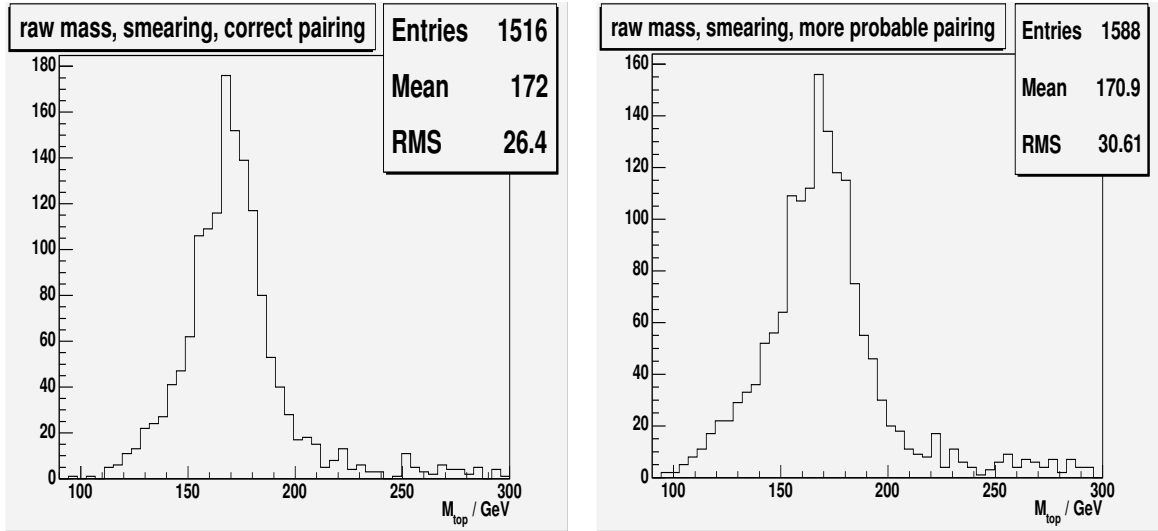 raw mass, smearing, correct pairing
Entries 1516
Mean 172
RMS 26.4
180
160
140
120
100
80
60
40
20
0
100 150 200 250 300
M_top / GeV
raw mass, smearing, more probable pairing
Entries 1588
Mean 170.9
RMS 30.61
160
140
120
100
80
60
40
20
0
100 150 200 250 300
M_top / GeV